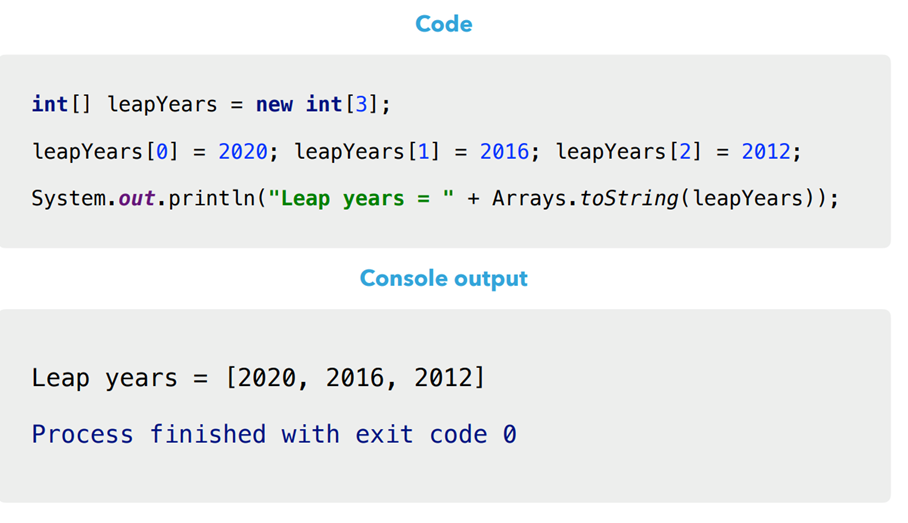 Code
int[] leapYears = new int[3];
leapYears[0] = 2020; leapYears[1] = 2016; leapYears[2] = 2012;
System.out.println("Leap years = " + Arrays.toString(leapYears));
Console output
Leap years = [2020, 2016, 2012]
Process finished with exit code 0